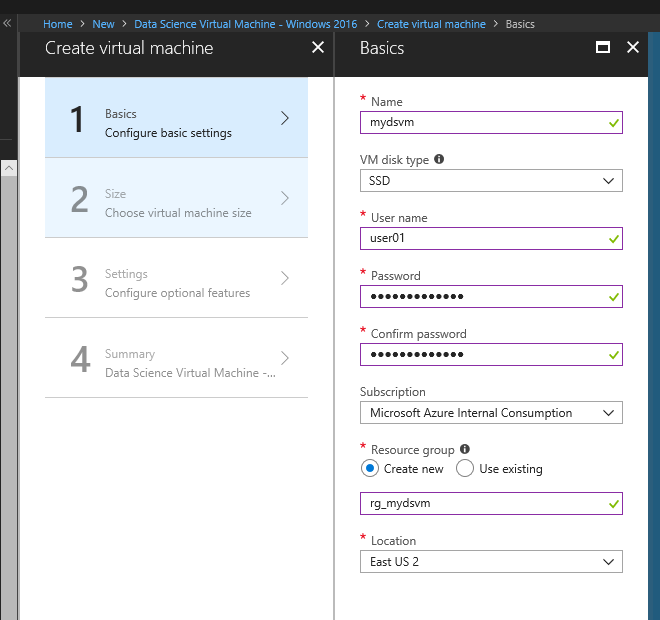 Home > New > Data Science Virtual Machine - Windows 2016 > Create virtual machine > Basics
Create virtual machine
1
Basics
Configure basic settings
2
Size
Choose virtual machine size
3
Settings
Configure optional features
4
Summary
Data Science Virtual Machine -...
Basics
* Name
mydsvm
VM disk type
SSD
* User name
user01
* Password
•••••••••••••
* Confirm password
•••••••••••••
Subscription
Microsoft Azure Internal Consumption
* Resource group
Create new Use existing
rg_mydsvm
* Location
East US 2